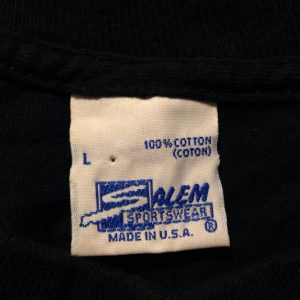 100% COTTON
L (COTON)
SALEM
SPORTSWEAR ®
MADE IN U.S.A.